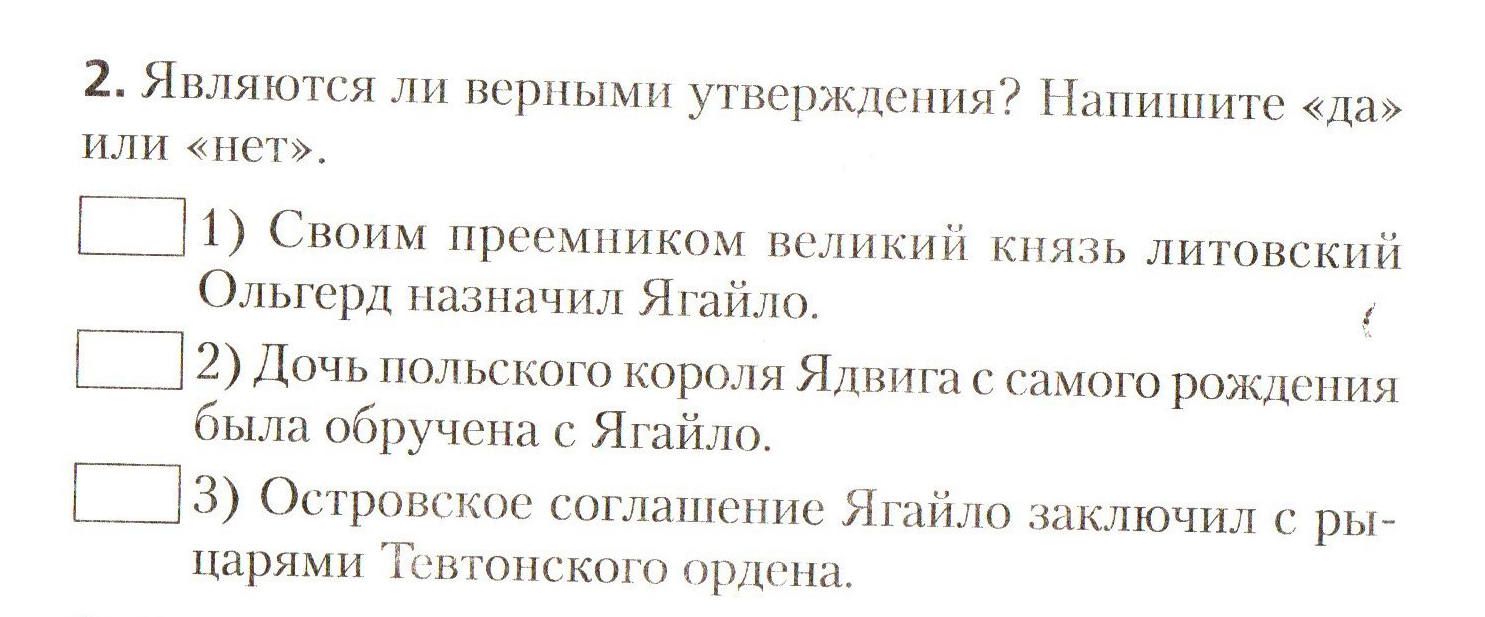 2. Являются ли верными утверждения? Напишите «да»
или «нет».
1) Своим преемником великий князь литовский
Ольгерд назначил Ягайло.
2) Дочь польского короля Ядвига с самого рождения
была обручена с Ягайло.
3) Островское соглашение Ягайло заключил с ры-
царями Тевтонского ордена.